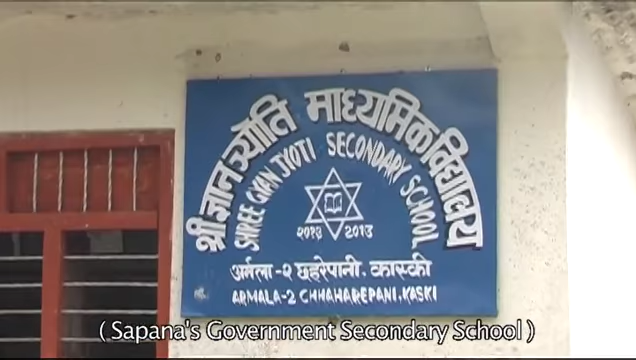 श्री ज्ञान ज्योति माध्यमिक विद्यालय
SHREE GYAN JYOTI SECONDARY SCHOOL
२०१३ 2013
अर्मला-२ छहरेपानी. कास्की
ARMALA-2 CHHAHAREPANI. KASKI
( Sapana's Government Secondary School )